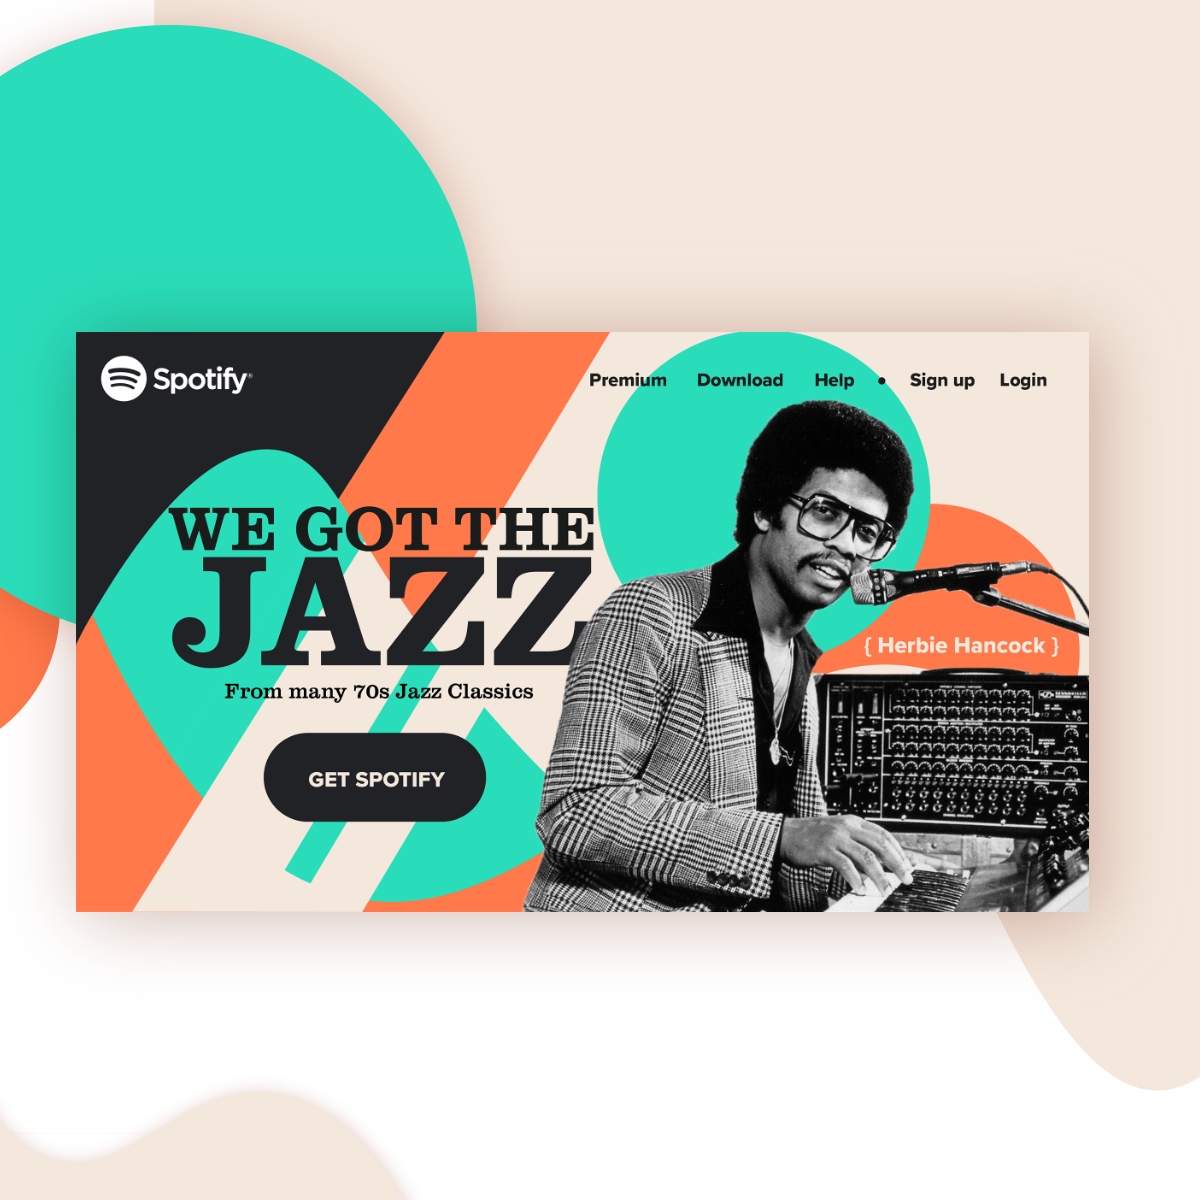 Spotify®
Premium Download Help • Sign up Login
WE GOT THE
JAZZ
From many 70s Jazz Classics
GET SPOTIFY
{ Herbie Hancock }